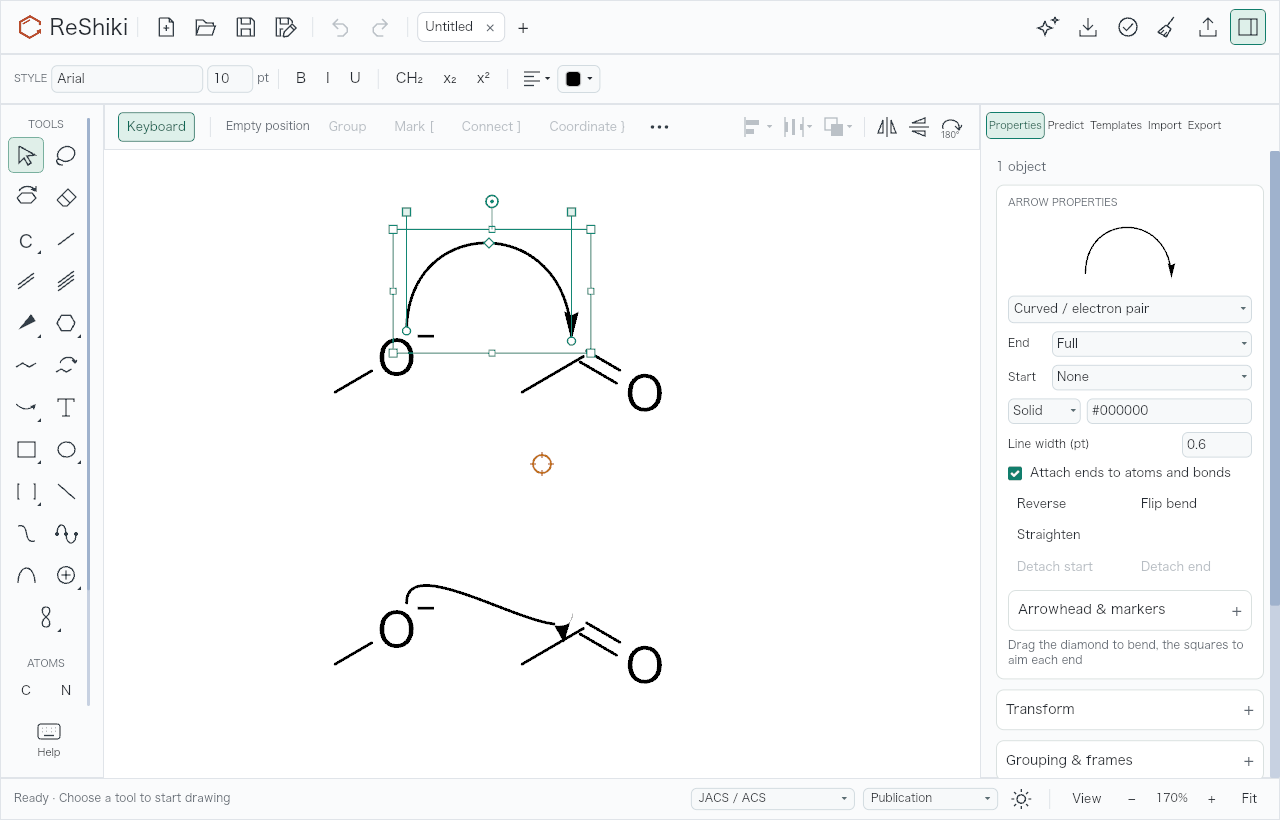 ReShiki
Untitled
STYLE Arial 10 pt B I U CH₂ x₂ x²
TOOLS
Keyboard Empty position Group Mark [ Connect ] Coordinate } 180°
Properties Predict Templates Import Export
1 object
ARROW PROPERTIES
Curved / electron pair
End Full
Start None
Solid #000000
Line width (pt) 0.6
Attach ends to atoms and bonds
Reverse Flip bend
Straighten
Detach start Detach end
Arrowhead & markers +
Drag the diamond to bend, the squares to
aim each end
Transform +
Grouping & frames +
C
T
O
O
O
O
ATOMS
C N
Help
Ready · Choose a tool to start drawing
JACS / ACS Publication View − 170% + Fit